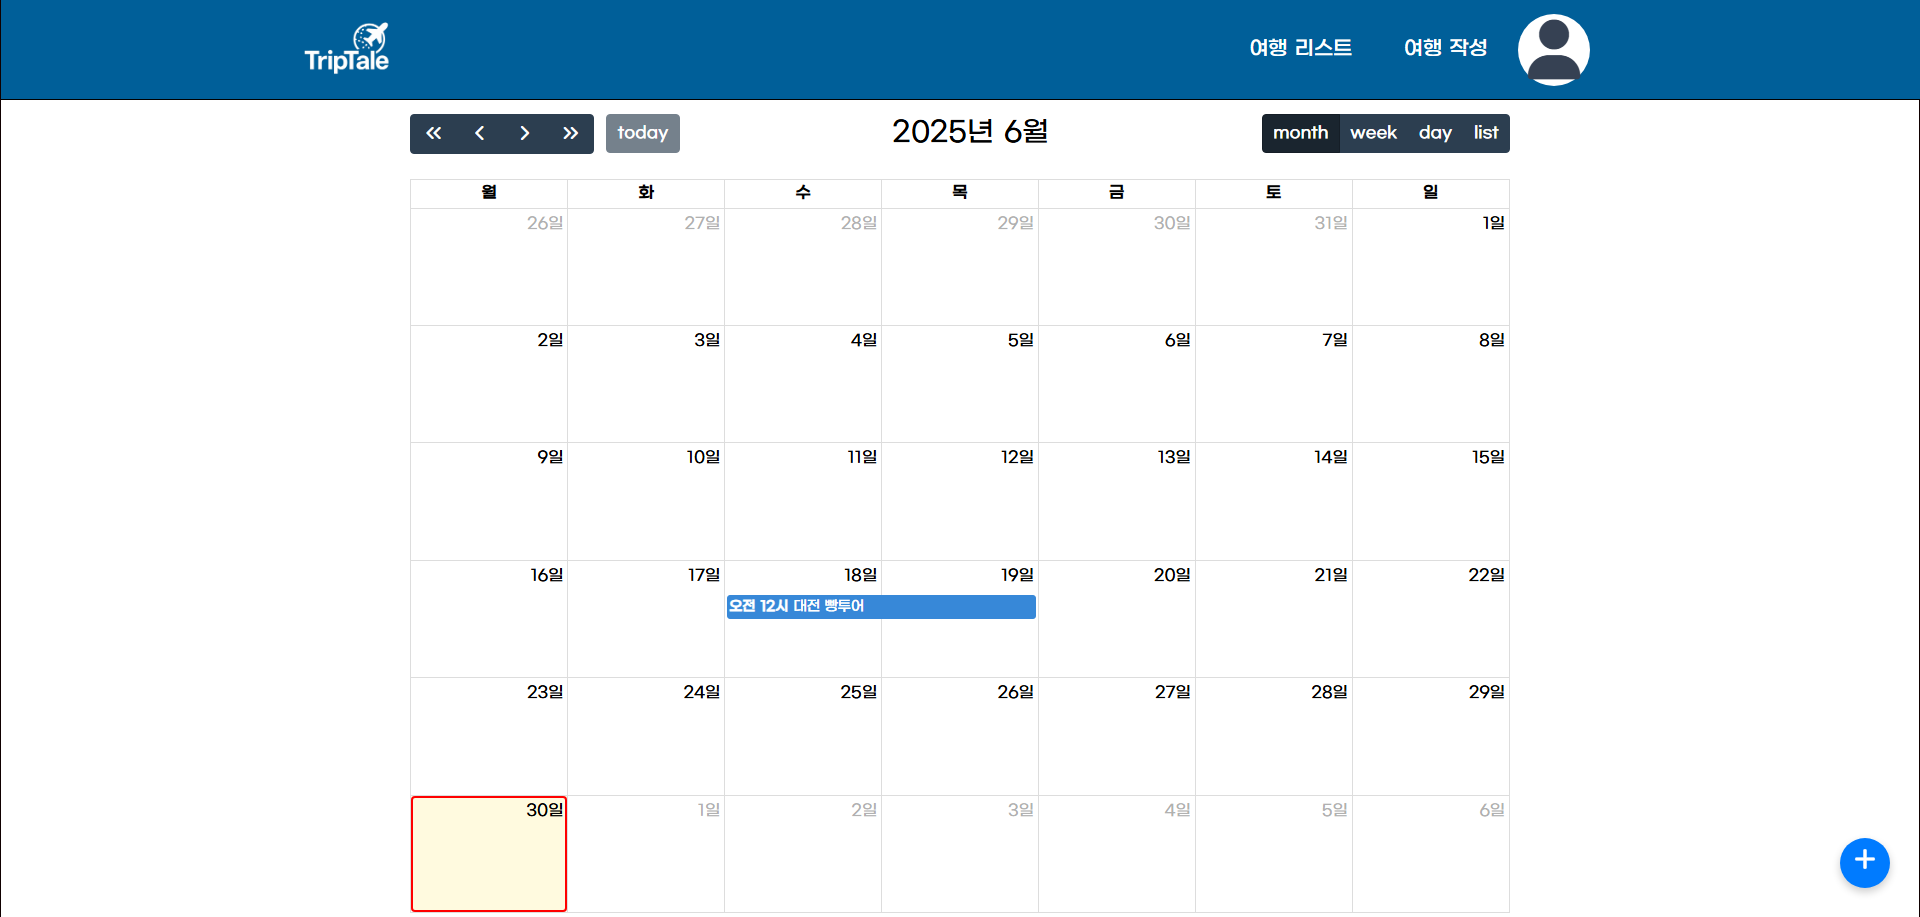 TripTale
여행 리스트 여행 작성
today 2025년 6월 month week day list
월 화 수 목 금 토 일
26일 27일 28일 29일 30일 31일 1일
2일 3일 4일 5일 6일 7일 8일
9일 10일 11일 12일 13일 14일 15일
16일 17일 18일 19일 20일 21일 22일
오전 12시 대전 빵투어
23일 24일 25일 26일 27일 28일 29일
30일 1일 2일 3일 4일 5일 6일